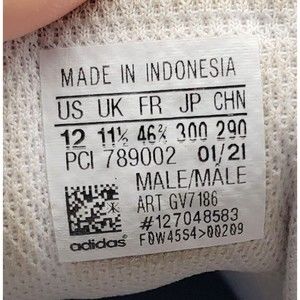 MADE IN INDONESIA
US UK FR JP CHN
12 11½ 46⅔ 300 290
PCI 789002 01/21
MALE/MÂLE
ART GV7186
#127048583
adidas F0W45S4>00209